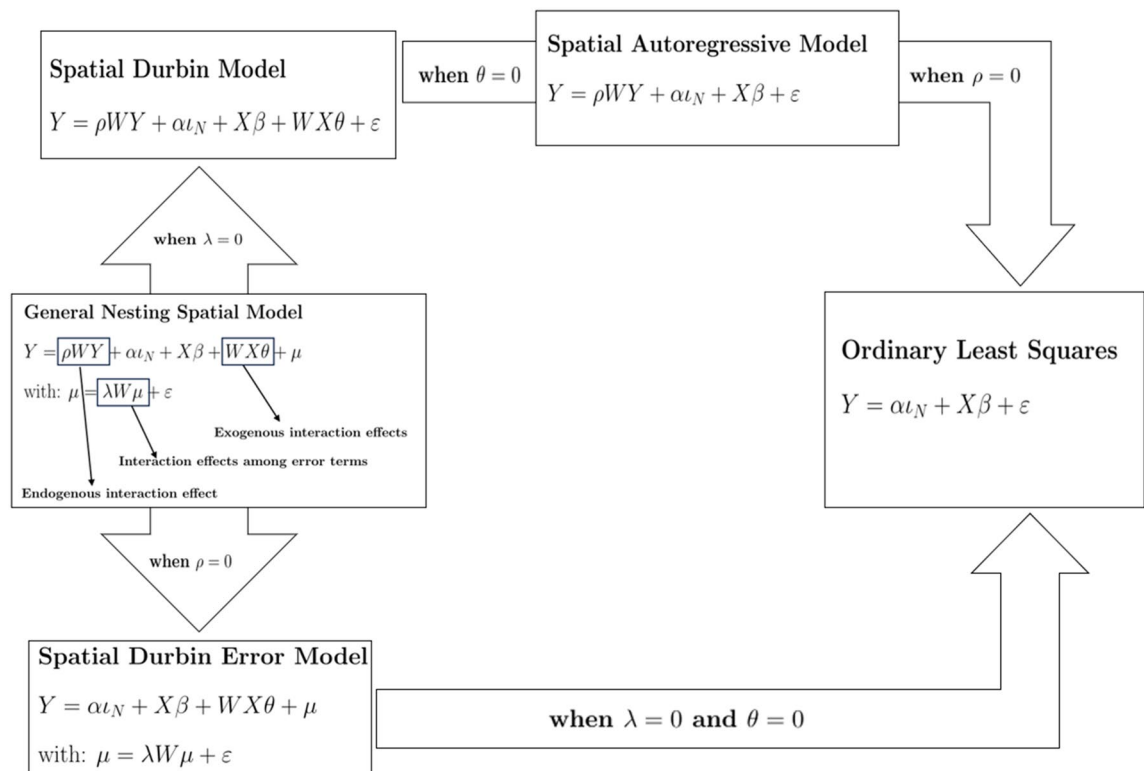 Spatial Durbin Model
Y = ρWY + αι_N + Xβ + WXθ + ε
when θ = 0
Spatial Autoregressive Model
Y = ρWY + αι_N + Xβ + ε
when ρ = 0
when λ = 0
General Nesting Spatial Model
Y = ρWY + αι_N + Xβ + WXθ + μ
with: μ = λWμ + ε
Exogenous interaction effects
Interaction effects among error terms
Endogenous interaction effect
Ordinary Least Squares
Y = αι_N + Xβ + ε
when ρ = 0
Spatial Durbin Error Model
Y = αι_N + Xβ + WXθ + μ
with: μ = λWμ + ε
when λ = 0 and θ = 0